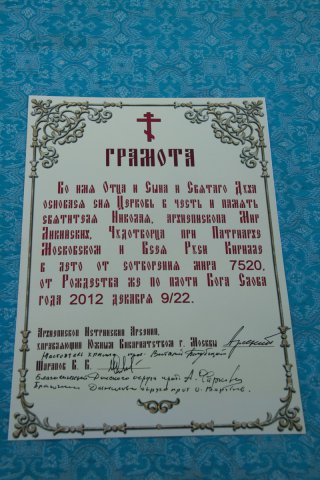 ГРАМОТА
Во имя Отца и Сына и Святаго Духа
основася сия Церковь в честь и память
святителя Николая, архиепископа Мир
Ликийских, Чудотворца при Патриархе
Московском и Всея Руси Кирилле
в лето от сотворения мира 7520,
от Рождества же по плоти Бога Слова
года 2012 декабря 9/22.
Архиепископ Истринский Арсений,
управляющий Южным Викариатством г. Москвы
Шапанов В. В.